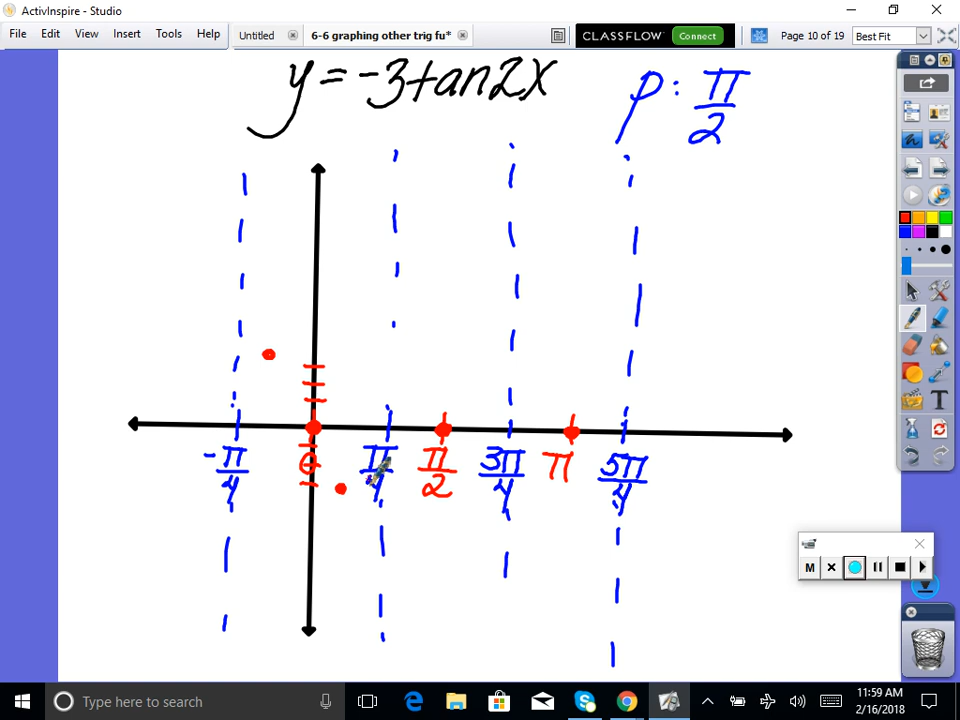 ActivInspire - Studio
File Edit View Insert Tools Help Untitled 6-6 graphing other trig fu* CLASSFLOW Connect Page 10 of 19 Best Fit
y = -3tan2x p: π/2
-π/4 0 π/4 π/2 3π/4 π 5π/4
M
Type here to search
11:59 AM
2/16/2018